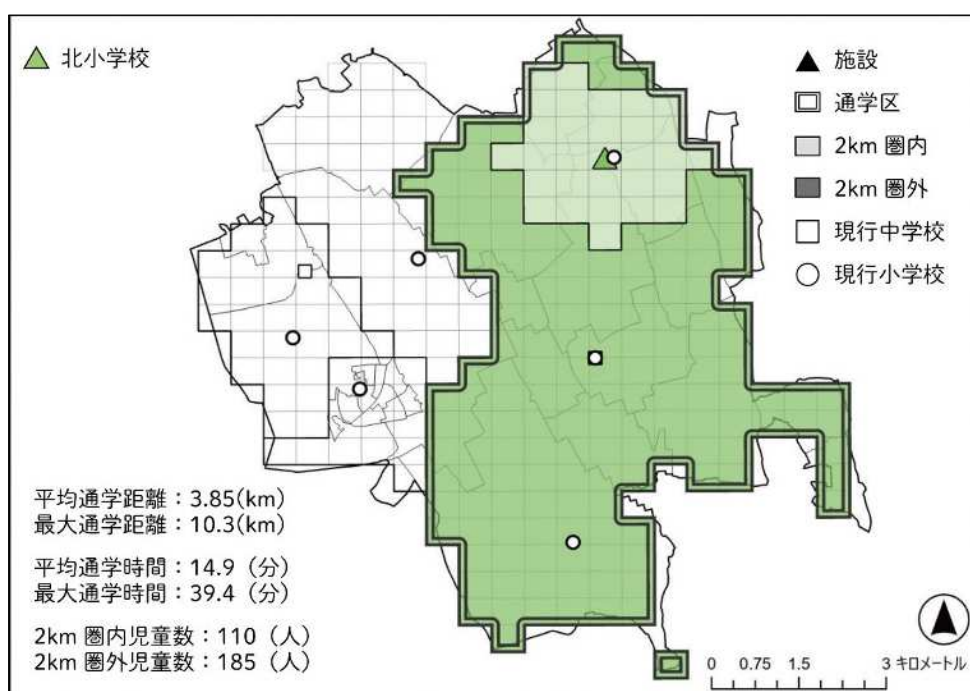 北小学校
施設
通学区
2km 圏内
2km 圏外
現行中学校
現行小学校
平均通学距離：3.85(km)
最大通学距離：10.3(km)
平均通学時間：14.9（分）
最大通学時間：39.4（分）
2km 圏内児童数：110（人）
2km 圏外児童数：185（人）
0 0.75 1.5 3 キロメートル